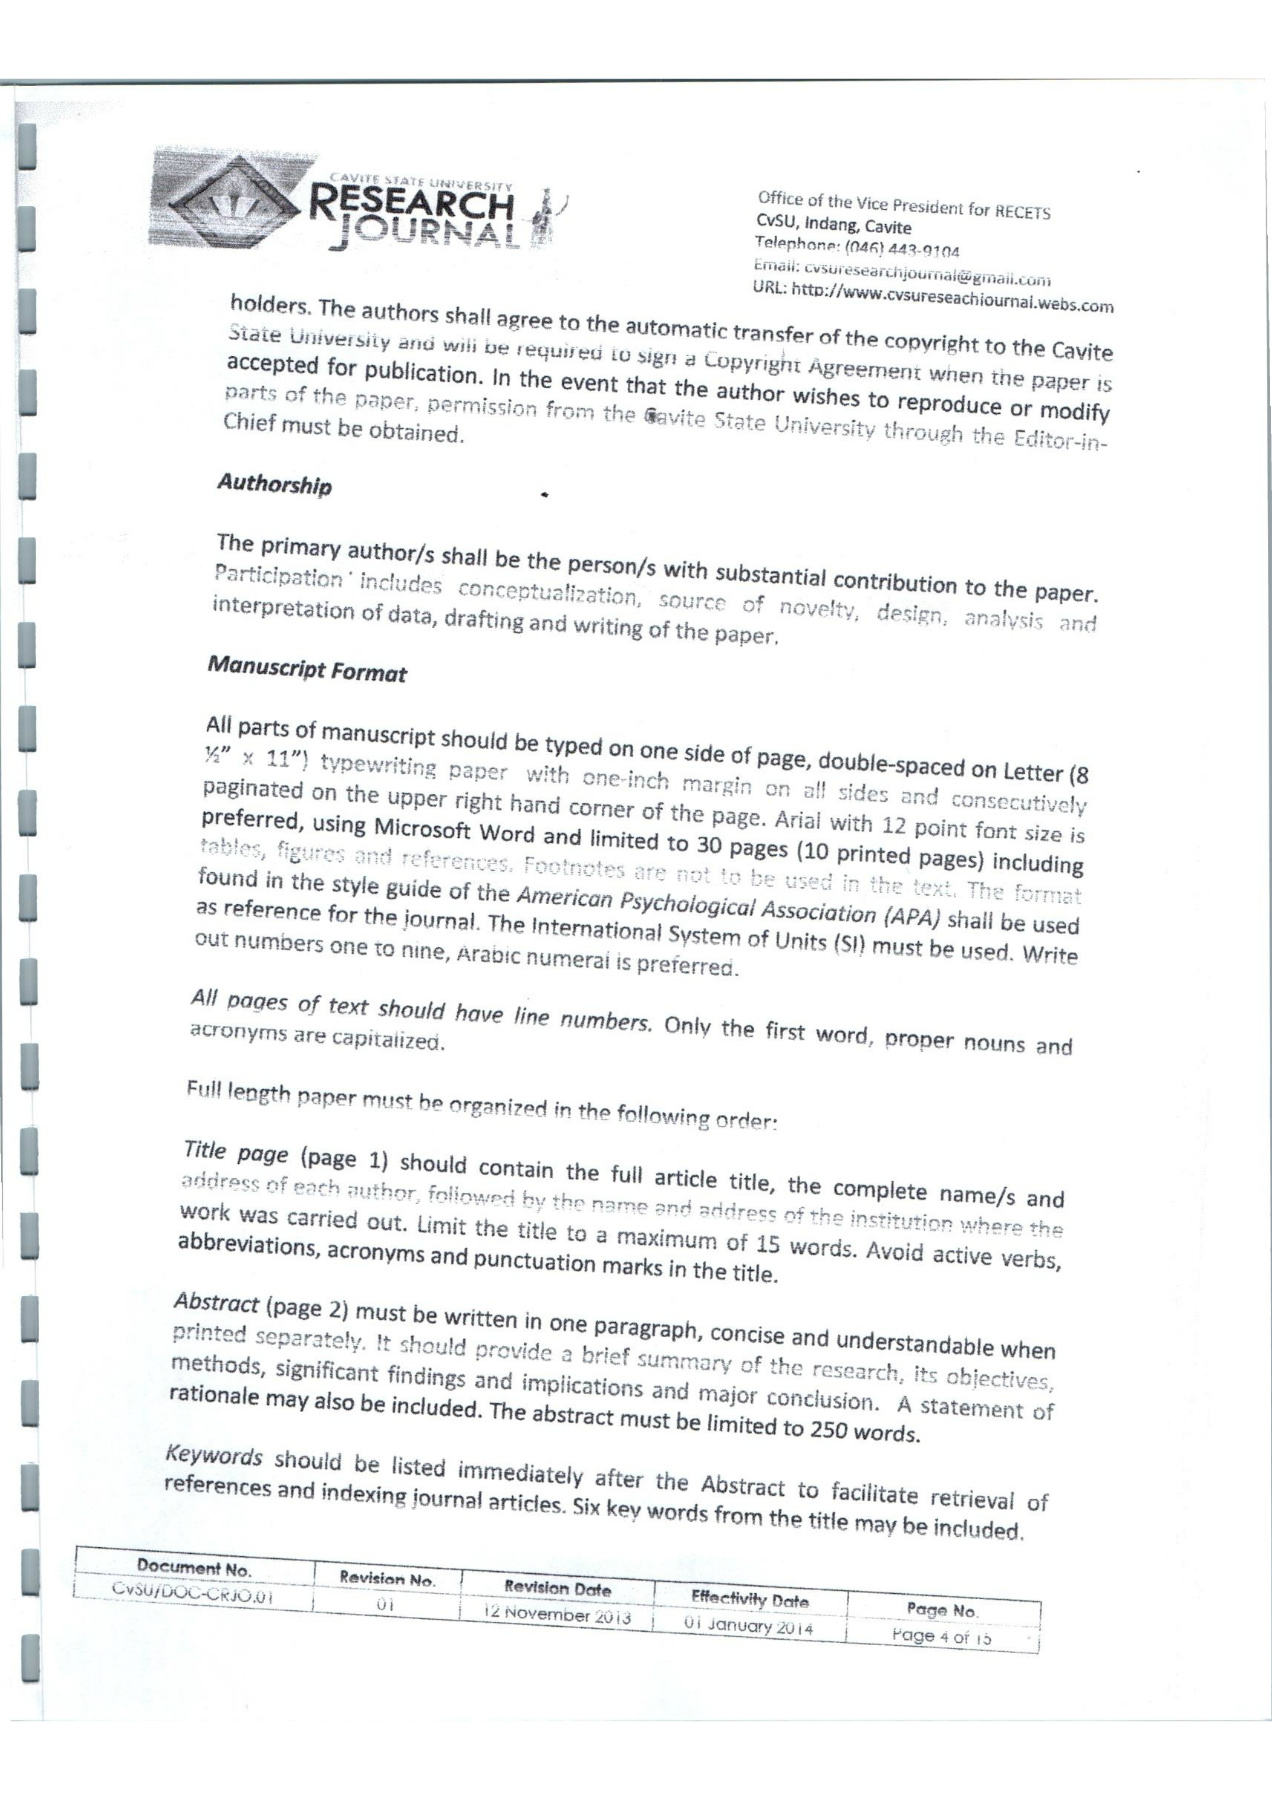 CAVITE STATE UNIVERSITY
RESEARCH
JOURNAL
Office of the Vice President for RECETS
CvSU, Indang, Cavite
Telephone: (046) 443-9104
Email: cvsuresearchjournal@gmail.com
URL: http://www.cvsureseachjournal.webs.com
holders. The authors shall agree to the automatic transfer of the copyright to the Cavite
State University and will be required to sign a Copyright Agreement when the paper is
accepted for publication. In the event that the author wishes to reproduce or modify
parts of the paper, permission from the Cavite State University through the Editor-in-
Chief must be obtained.
Authorship
The primary author/s shall be the person/s with substantial contribution to the paper.
Participation includes conceptualization, source of novelty, design, analysis and
interpretation of data, drafting and writing of the paper.
Manuscript Format
All parts of manuscript should be typed on one side of page, double-spaced on Letter (8
½” x 11”) typewriting paper with one-inch margin on all sides and consecutively
paginated on the upper right hand corner of the page. Arial with 12 point font size is
preferred, using Microsoft Word and limited to 30 pages (10 printed pages) including
tables, figures and references. Footnotes are not to be used in the text. The format
found in the style guide of the American Psychological Association (APA) shall be used
as reference for the journal. The International System of Units (SI) must be used. Write
out numbers one to nine, Arabic numeral is preferred.
All pages of text should have line numbers. Only the first word, proper nouns and
acronyms are capitalized.
Full length paper must be organized in the following order:
Title page (page 1) should contain the full article title, the complete name/s and
address of each author, followed by the name and address of the institution where the
work was carried out. Limit the title to a maximum of 15 words. Avoid active verbs,
abbreviations, acronyms and punctuation marks in the title.
Abstract (page 2) must be written in one paragraph, concise and understandable when
printed separately. It should provide a brief summary of the research, its objectives,
methods, significant findings and implications and major conclusion. A statement of
rationale may also be included. The abstract must be limited to 250 words.
Keywords should be listed immediately after the Abstract to facilitate retrieval of
references and indexing journal articles. Six key words from the title may be included.
Document No. Revision No. Revision Date Effectivity Date Page No.
CvSU/DOC-CRJO.01 01 12 November 2013 01 January 2014 Page 4 of 15